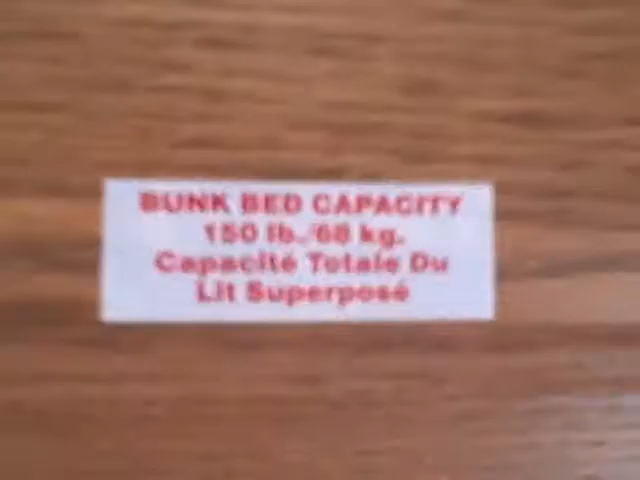 BUNK BED CAPACITY
150 lb./68 kg.
Capacité Totale Du
Lit Superposé